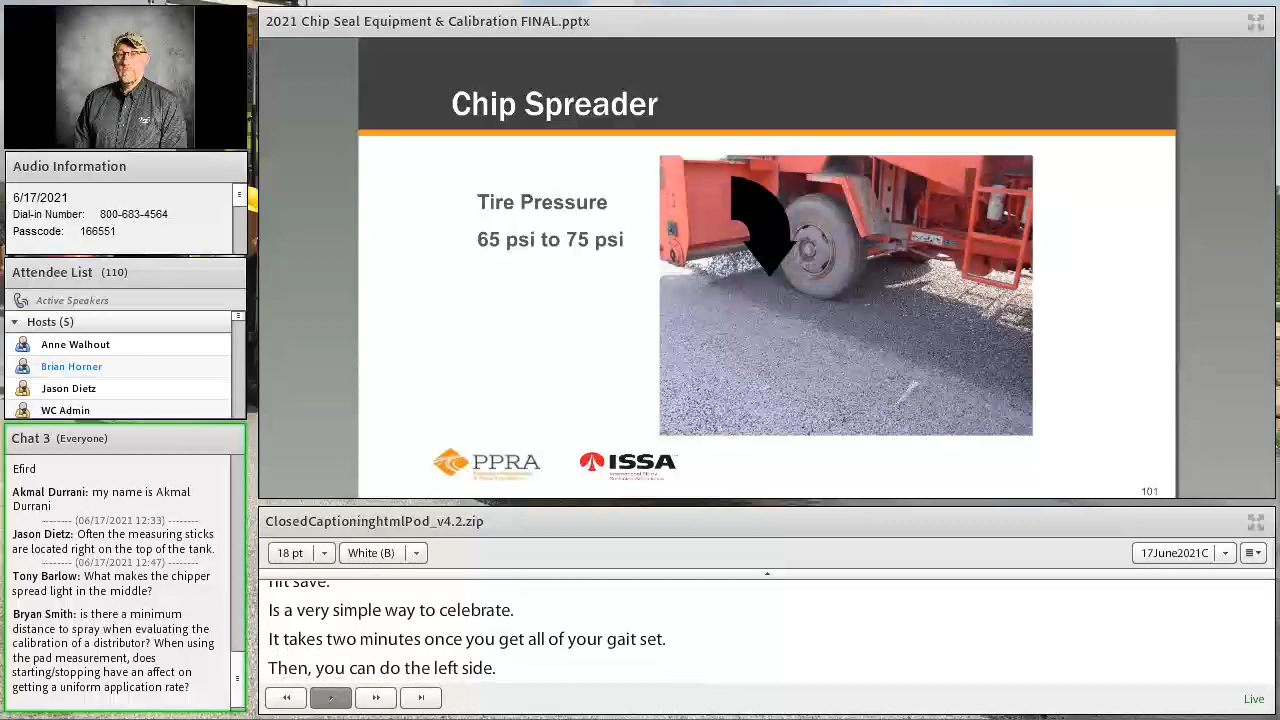 2021 Chip Seal Equipment & Calibration FINAL.pptx
Audio Information
6/17/2021
Dial-in Number: 800-683-4564
Passcode: 166551
Attendee List (110)
Active Speakers
Hosts (5)
Anne Walhout
Brian Horner
Jason Dietz
WC Admin
Chat 3 (Everyone)
Efird
Akmal Durrani: my name is Akmal
Durrani
-------- (06/17/2021 12:33) --------
Jason Dietz: Often the measuring sticks
are located right on the top of the tank.
-------- (06/17/2021 12:47) --------
Tony Barlow: What makes the chipper
spread light in the middle?
Bryan Smith: is there a minimum
distance to spray when evaluating the
calibration of a distributor? When using
the pad measurement, does
starting/stopping have an affect on
getting a uniform application rate?
Chip Spreader
Tire Pressure
65 psi to 75 psi
PPRA
ISSA
101
ClosedCaptioninghtmlPod_v4.2.zip
18 pt
White (B)
17June2021C
hit save.
Is a very simple way to celebrate.
It takes two minutes once you get all of your gait set.
Then, you can do the left side.
Live